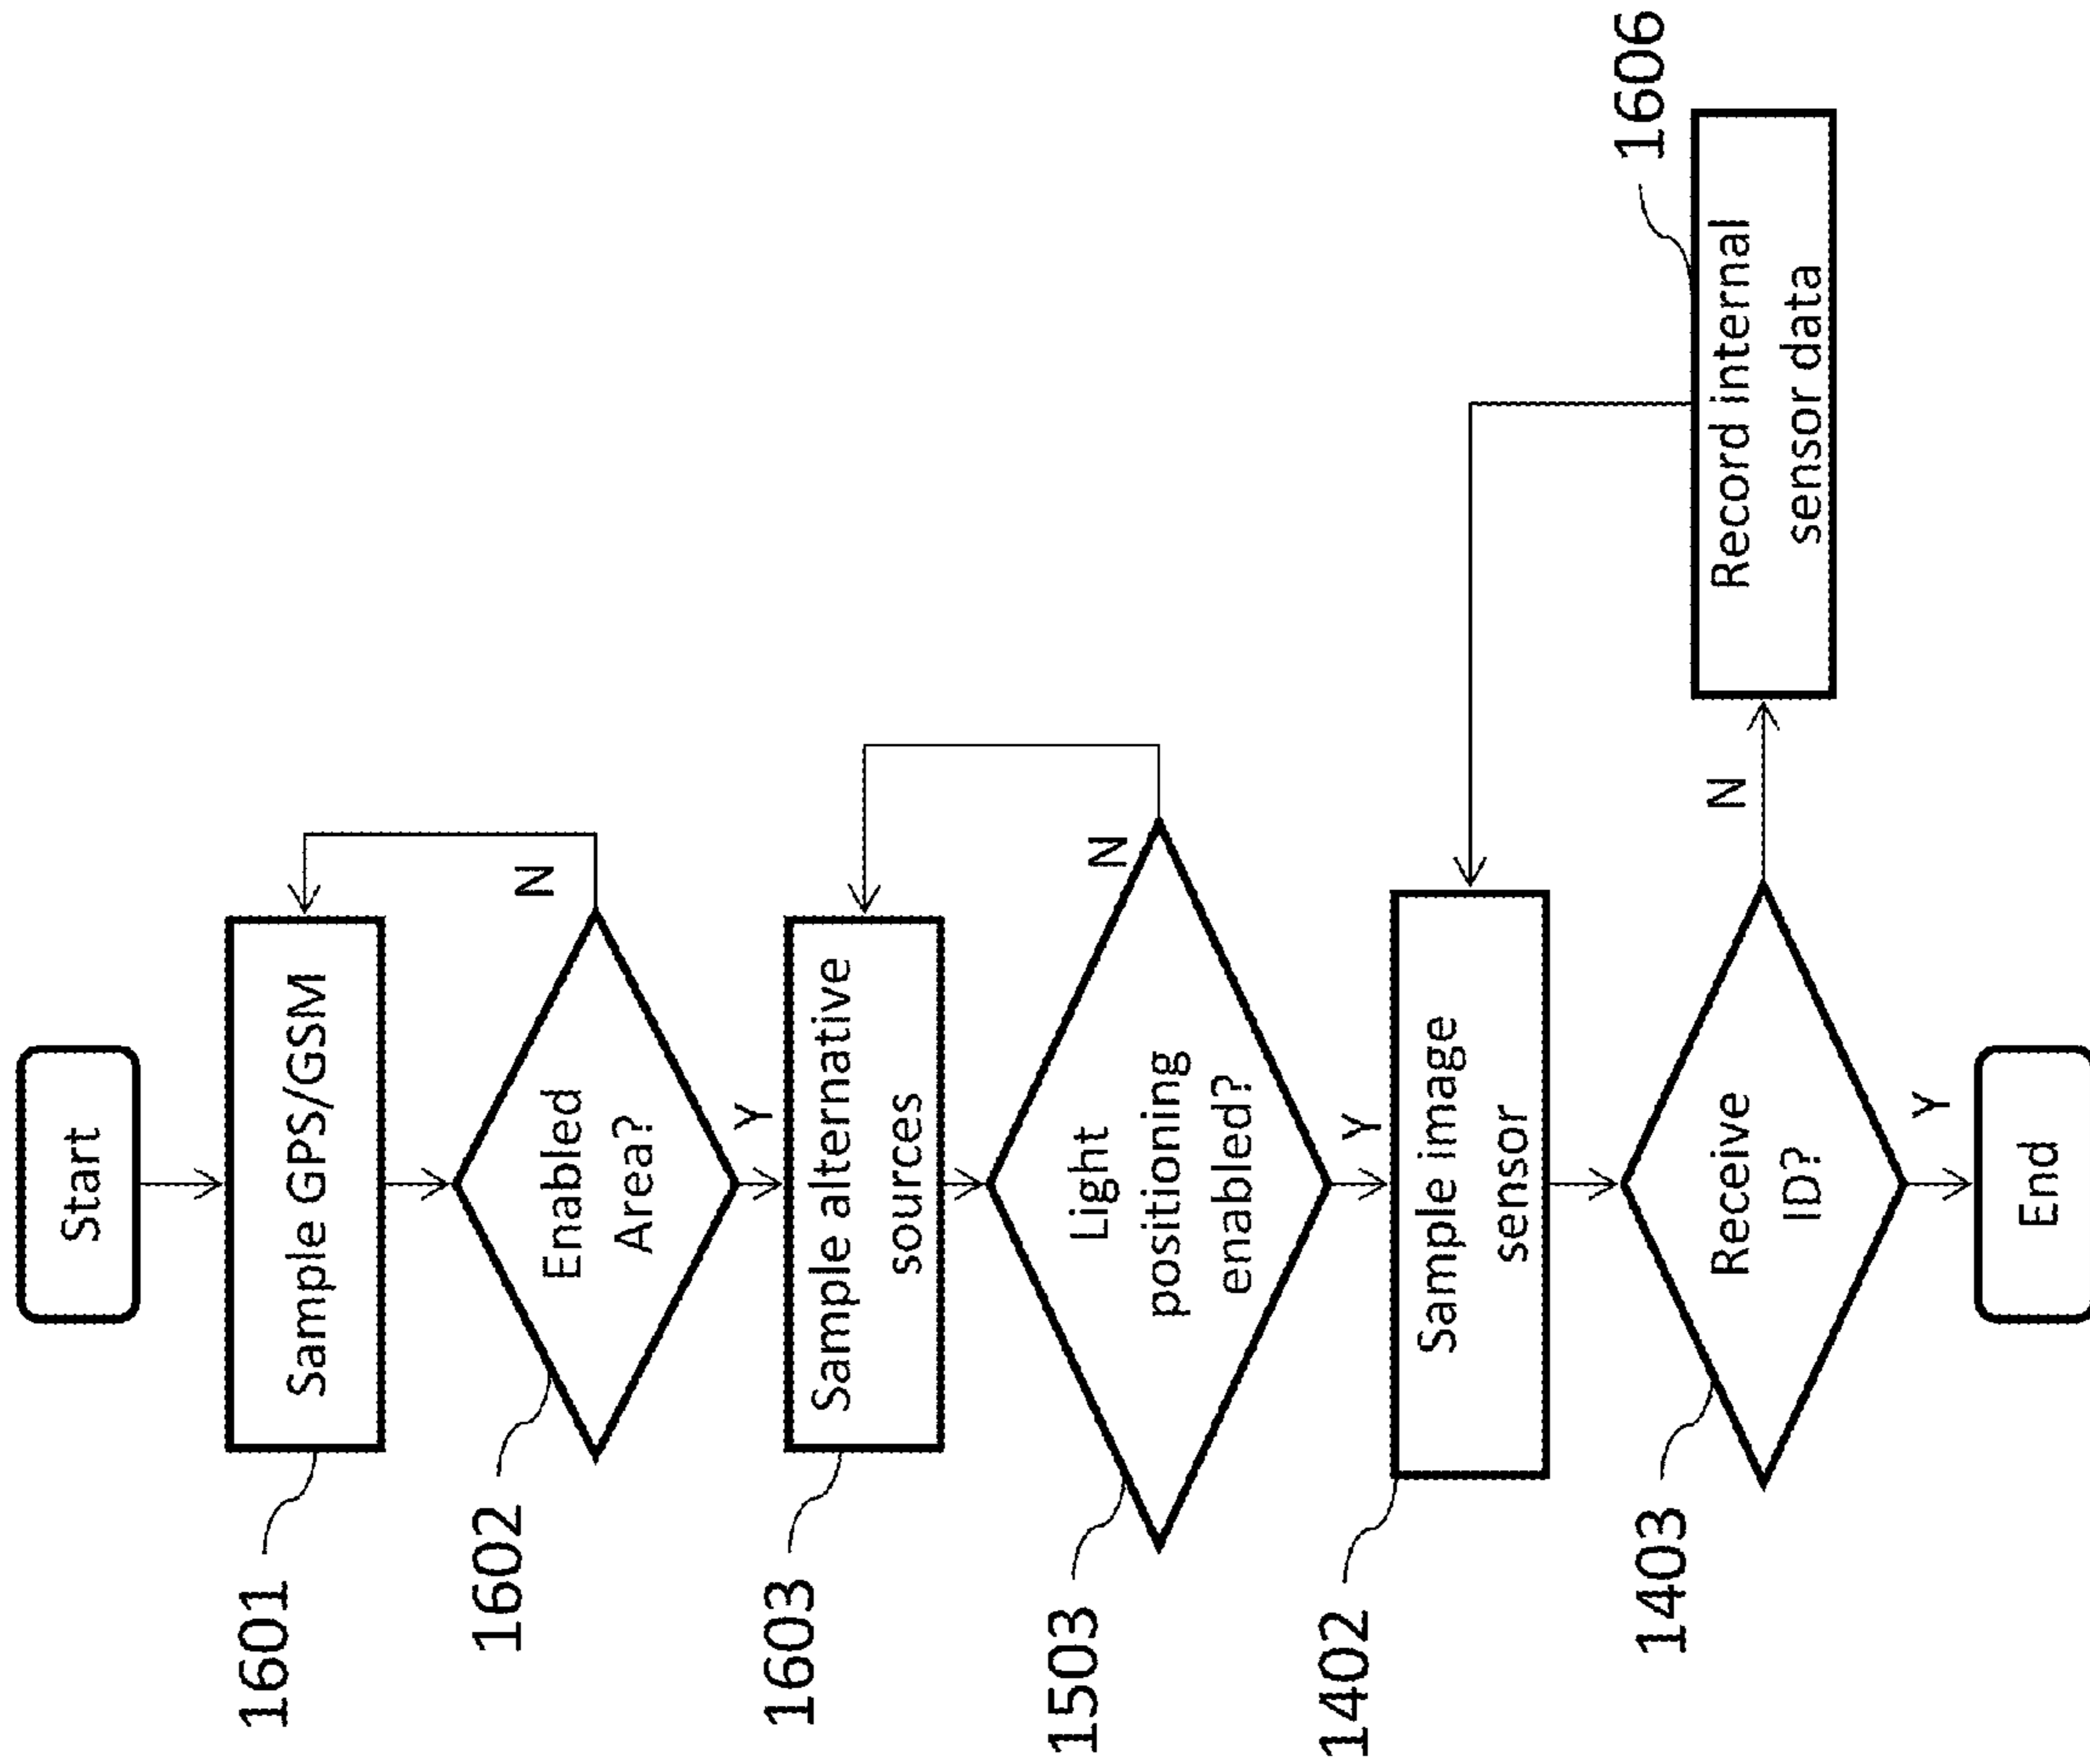 Start
1601
Sample GPS/GSM
1602
Enabled
Area?
N
Y
1603
Sample alternative
sources
1503
Light
positioning
enabled?
N
Y
1402
Sample image
sensor
1403
Receive
ID?
N
1606
Record internal
sensor data
Y
End